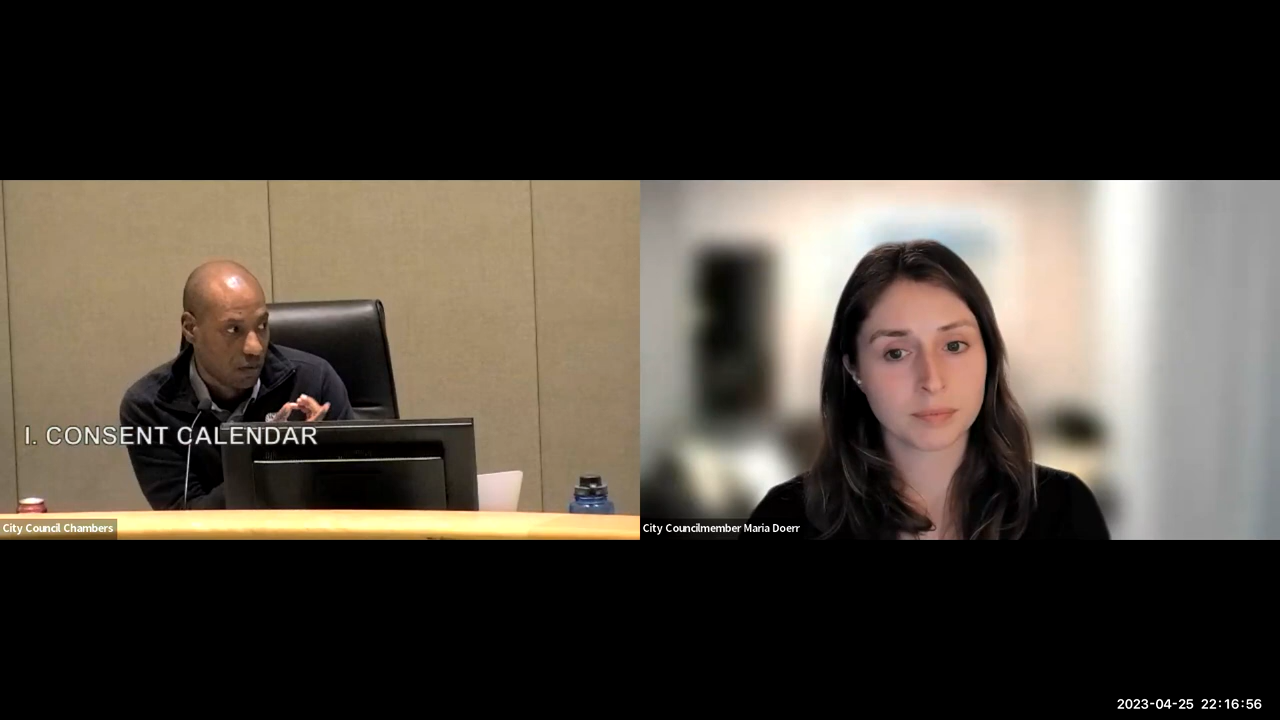 I. CONSENT CALENDAR
City Council Chambers
City Councilmember Maria Doerr
2023-04-25 22:16:56